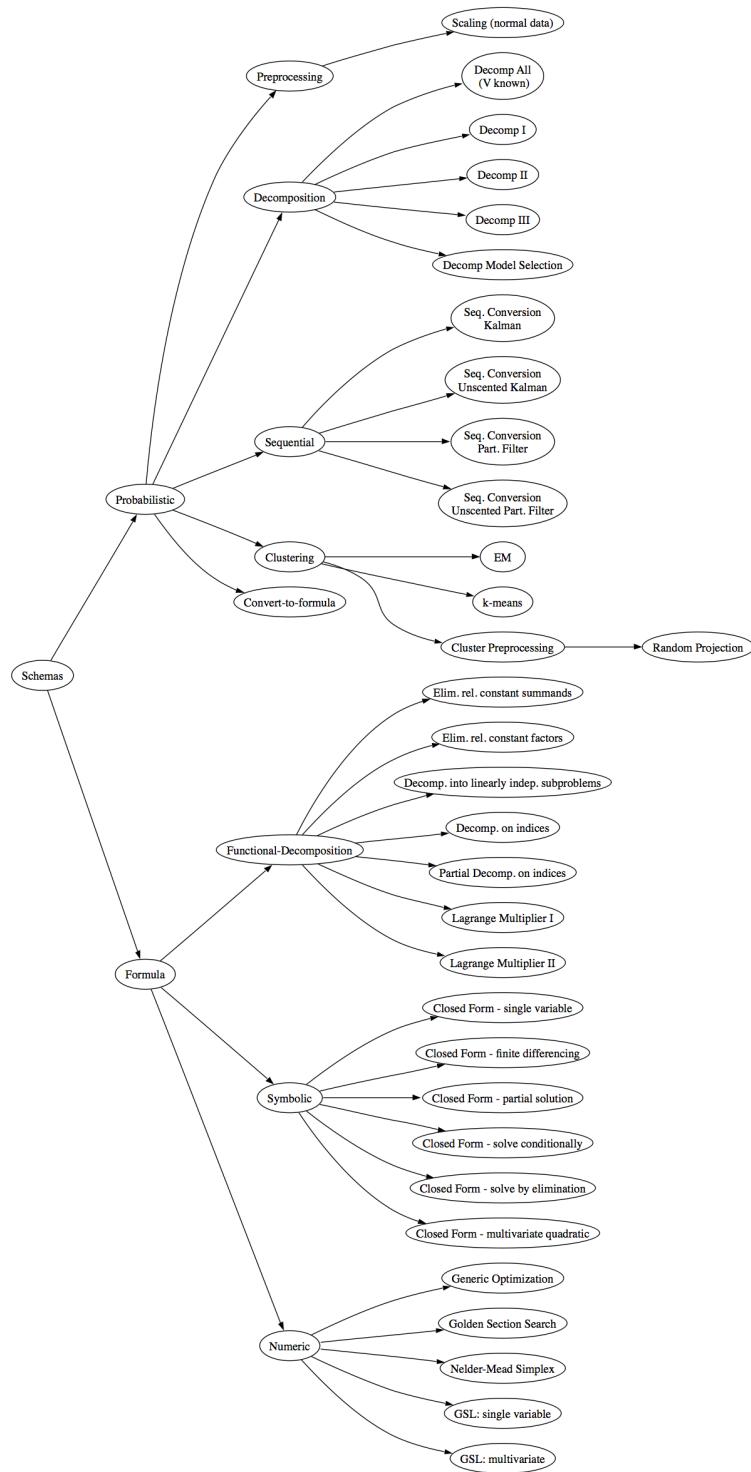 Scaling (normal data)
Preprocessing
Decomp All
(V known)
Decomp I
Decomp II
Decomposition
Decomp III
Decomp Model Selection
Seq. Conversion
Kalman
Seq. Conversion
Unscented Kalman
Sequential
Seq. Conversion
Part. Filter
Probabilistic
Seq. Conversion
Unscented Part. Filter
Clustering
EM
Convert-to-formula
k-means
Cluster Preprocessing
Random Projection
Schemas
Elim. rel. constant summands
Elim. rel. constant factors
Decomp. into linearly indep. subproblems
Decomp. on indices
Functional-Decomposition
Partial Decomp. on indices
Lagrange Multiplier I
Lagrange Multiplier II
Formula
Closed Form - single variable
Closed Form - finite differencing
Symbolic
Closed Form - partial solution
Closed Form - solve conditionally
Closed Form - solve by elimination
Closed Form - multivariate quadratic
Generic Optimization
Golden Section Search
Numeric
Nelder-Mead Simplex
GSL: single variable
GSL: multivariate